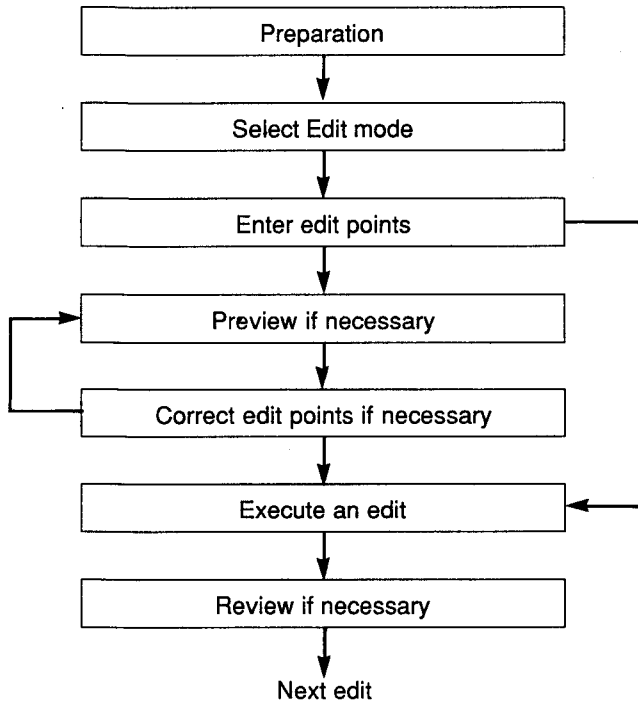 Preparation
Select Edit mode
Enter edit points
Preview if necessary
Correct edit points if necessary
Execute an edit
Review if necessary
Next edit